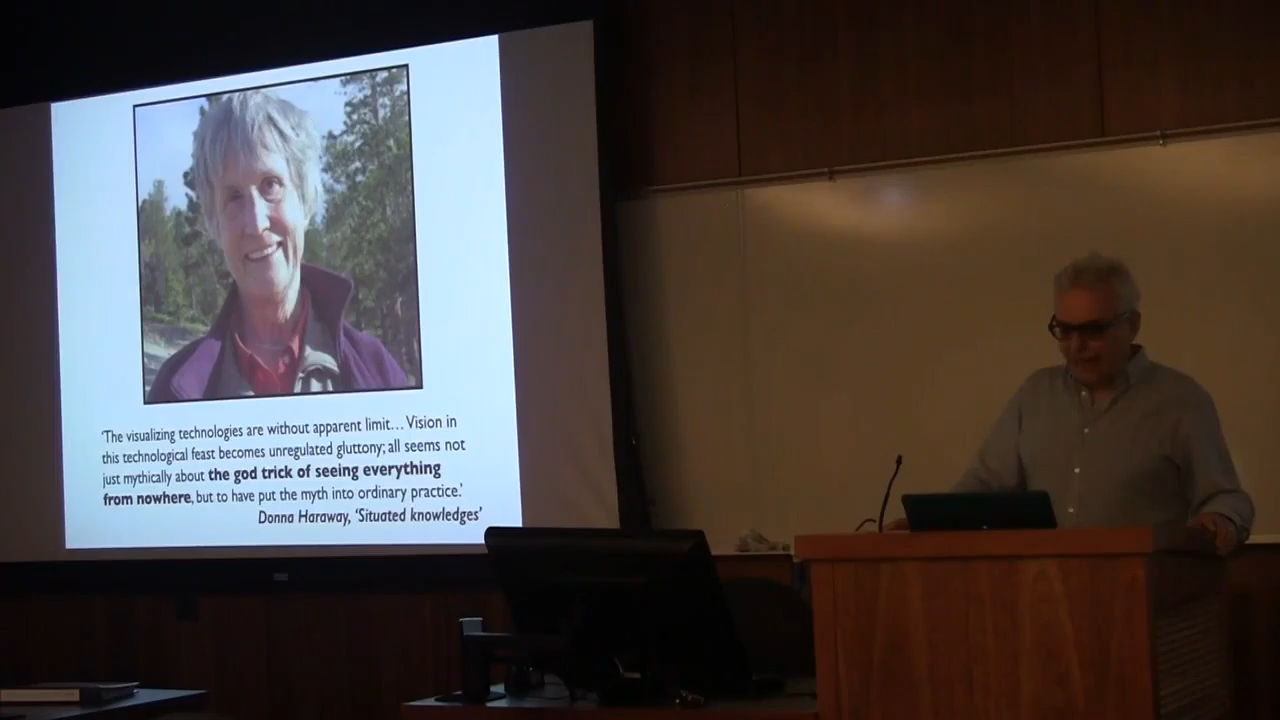 'The visualizing technologies are without apparent limit... Vision in
this technological feast becomes unregulated gluttony; all seems not
just mythically about the god trick of seeing everything
from nowhere, but to have put the myth into ordinary practice.'
Donna Haraway, 'Situated knowledges'